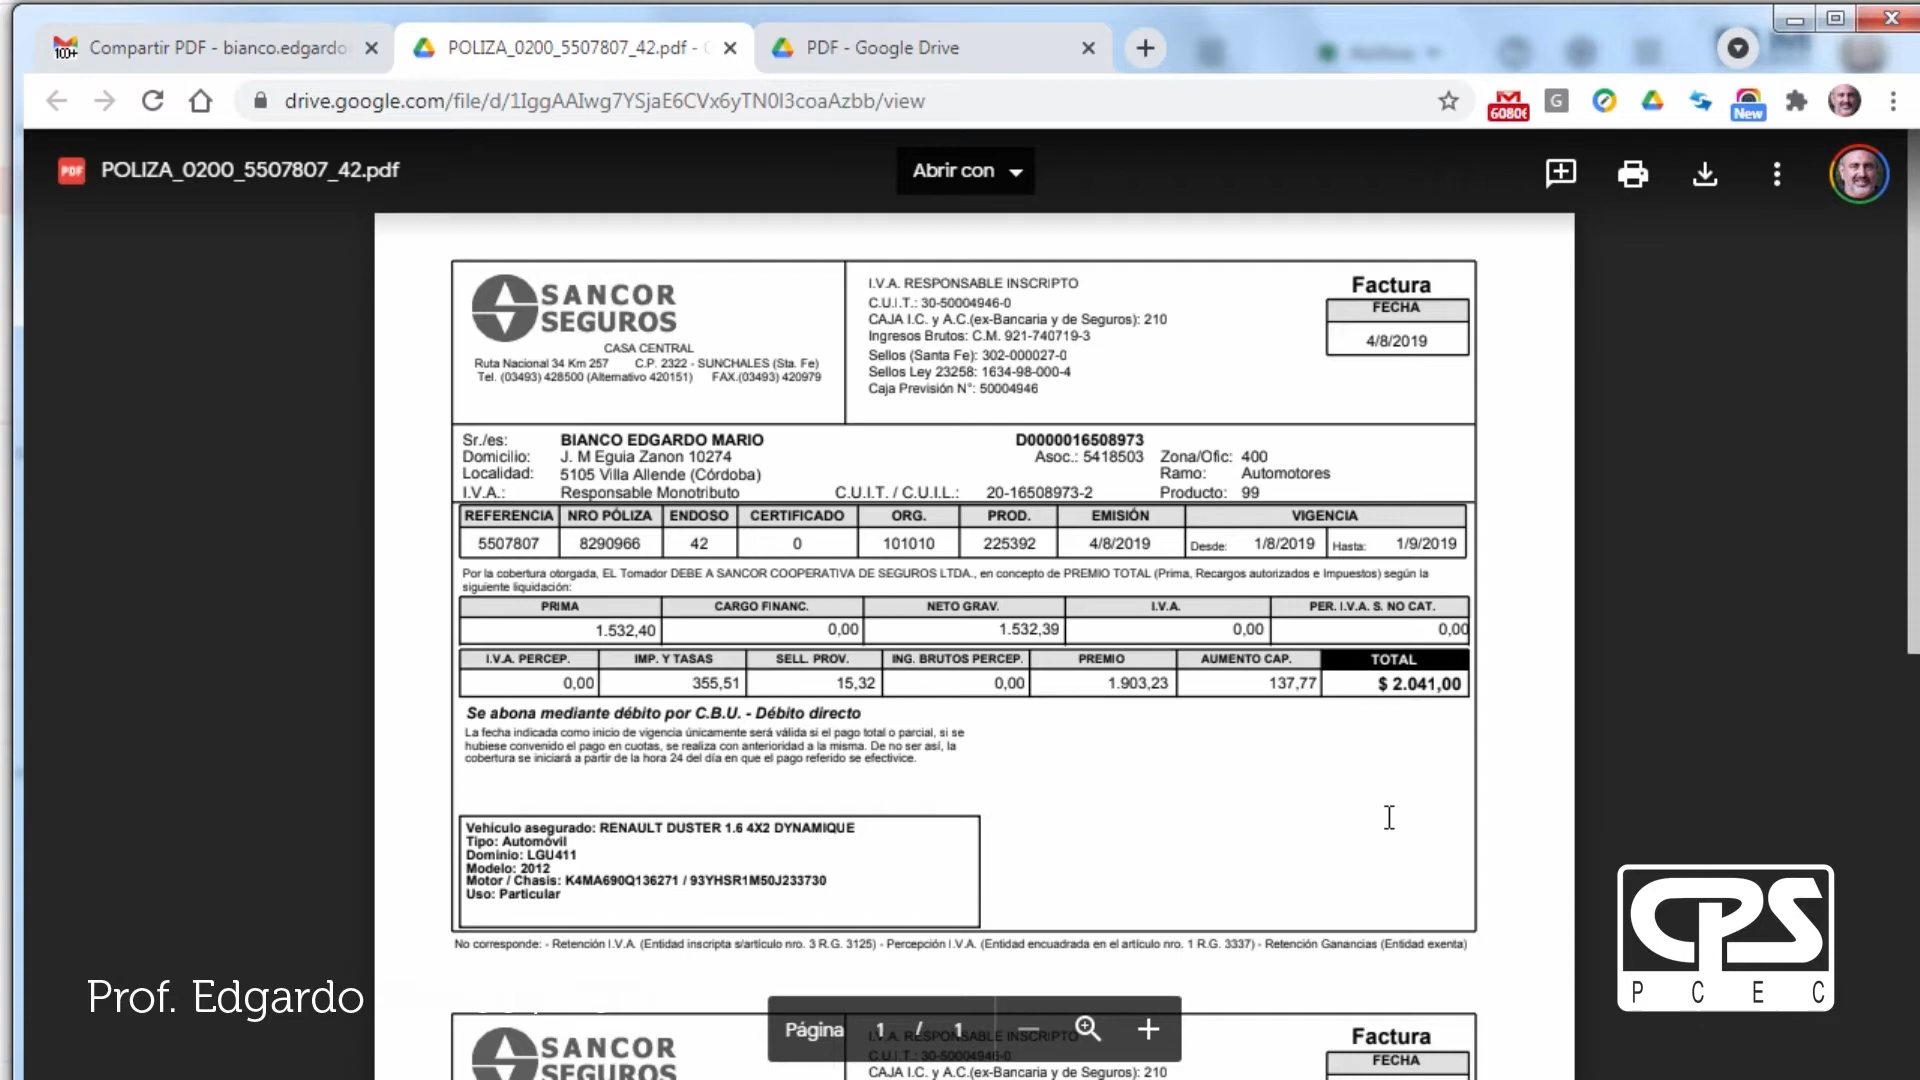 Compartir PDF - bianco.edgardo
POLIZA_0200_5507807_42.pdf -
PDF - Google Drive
drive.google.com/file/d/1IggAAIwg7YSjaE6CVx6yTN0I3coaAzbb/view
New
PDF POLIZA_0200_5507807_42.pdf
Abrir con
SANCOR
SEGUROS
CASA CENTRAL
Ruta Nacional 34 Km 257 C.P. 2322 - SUNCHALES (Sta. Fe)
Tel. (03493) 428500 (Alternativo 420151) FAX.(03493) 420979
I.V.A. RESPONSABLE INSCRIPTO
C.U.I.T.: 30-50004946-0
CAJA I.C. y A.C.(ex-Bancaria y de Seguros): 210
Ingresos Brutos: C.M. 921-740719-3
Sellos (Santa Fe): 302-000027-0
Sellos Ley 23258: 1634-98-000-4
Caja Previsión N°: 50004946
Factura
FECHA
4/8/2019
Sr./es: BIANCO EDGARDO MARIO D0000016508973
Domicilio: J. M Eguia Zanon 10274 Asoc.: 5418503 Zona/Ofic: 400
Localidad: 5105 Villa Allende (Córdoba) Ramo: Automotores
I.V.A.: Responsable Monotributo C.U.I.T. / C.U.I.L.: 20-16508973-2 Producto: 99
REFERENCIA NRO PÓLIZA ENDOSO CERTIFICADO ORG. PROD. EMISIÓN VIGENCIA
5507807 8290966 42 0 101010 225392 4/8/2019 Desde: 1/8/2019 Hasta: 1/9/2019
Por la cobertura otorgada, EL Tomador DEBE A SANCOR COOPERATIVA DE SEGUROS LTDA., en concepto de PREMIO TOTAL (Prima, Recargos autorizados e Impuestos) según la
siguiente liquidación:
PRIMA CARGO FINANC. NETO GRAV. I.V.A. PER. I.V.A. S. NO CAT.
1.532,40 0,00 1.532,39 0,00 0,00
I.V.A. PERCEP. IMP. Y TASAS SELL. PROV. ING. BRUTOS PERCEP. PREMIO AUMENTO CAP. TOTAL
0,00 355,51 15,32 0,00 1.903,23 137,77 $ 2.041,00
Se abona mediante débito por C.B.U. - Débito directo
La fecha indicada como inicio de vigencia únicamente será válida si el pago total o parcial, si se
hubiese convenido el pago en cuotas, se realiza con anterioridad a la misma. De no ser así, la
cobertura se iniciará a partir de la hora 24 del día en que el pago referido se efectivice.
Vehículo asegurado: RENAULT DUSTER 1.6 4X2 DYNAMIQUE
Tipo: Automóvil
Dominio: LGU411
Modelo: 2012
Motor / Chasis: K4MA690Q136271 / 93YHSR1M50J233730
Uso: Particular
No corresponde: - Retención I.V.A. (Entidad inscripta s/artículo nro. 3 R.G. 3125) - Percepción I.V.A. (Entidad encuadrada en el artículo nro. 1 R.G. 3337) - Retención Ganancias (Entidad exenta)
Prof. Edgardo
CPS
P C E C
Página 1 / 1
SANCOR
SEGUROS
I.V.A. RESPONSABLE INSCRIPTO
C.U.I.T.: 30-50004946-0
CAJA I.C. y A.C.(ex-Bancaria y de Seguros): 210
Factura
FECHA